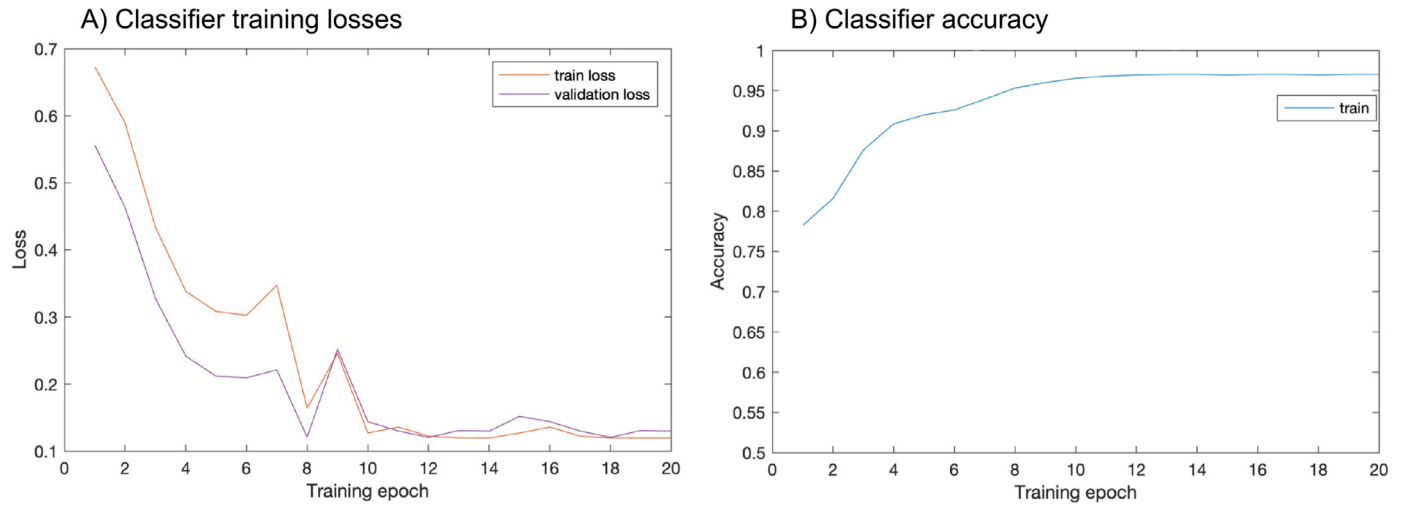 A) Classifier training losses
0.7
0.6
0.5
0.4
0.3
0.2
0.1
Loss
train loss
validation loss
0 2 4 6 8 10 12 14 16 18 20
Training epoch
B) Classifier accuracy
1
0.95
0.9
0.85
0.8
0.75
0.7
0.65
0.6
0.55
0.5
Accuracy
train
0 2 4 6 8 10 12 14 16 18 20
Training epoch